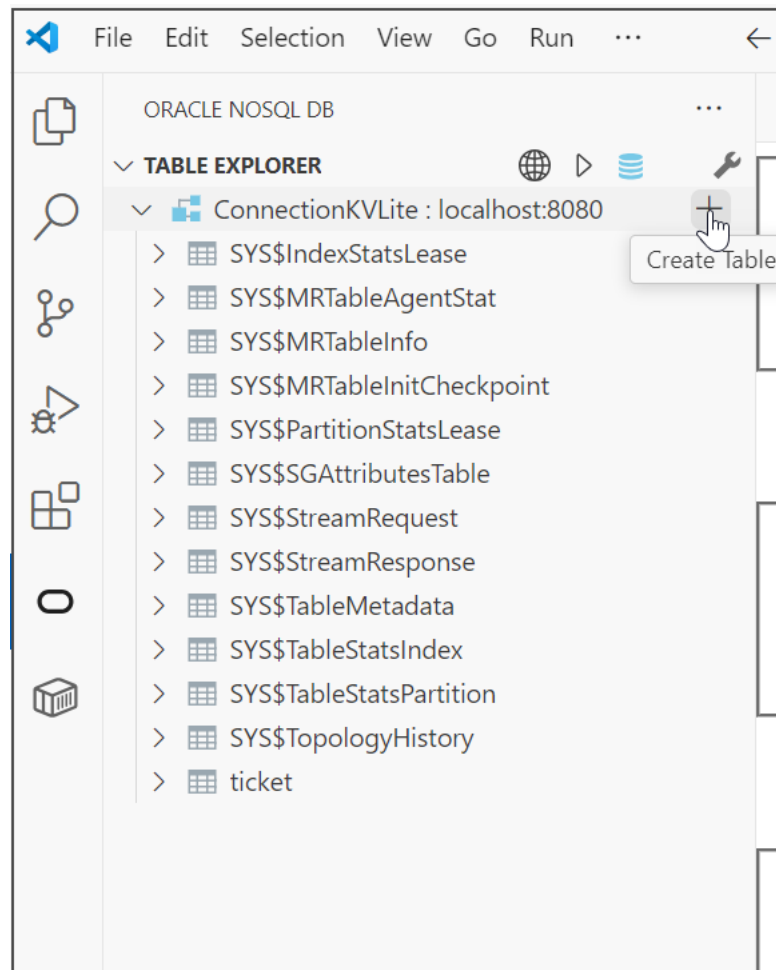 File Edit Selection View Go Run ...
ORACLE NOSQL DB ...
TABLE EXPLORER
ConnectionKVLite : localhost:8080
Create Table
SYS$IndexStatsLease
SYS$MRTableAgentStat
SYS$MRTableInfo
SYS$MRTableInitCheckpoint
SYS$PartitionStatsLease
SYS$SGAttributesTable
SYS$StreamRequest
SYS$StreamResponse
SYS$TableMetadata
SYS$TableStatsIndex
SYS$TableStatsPartition
SYS$TopologyHistory
ticket